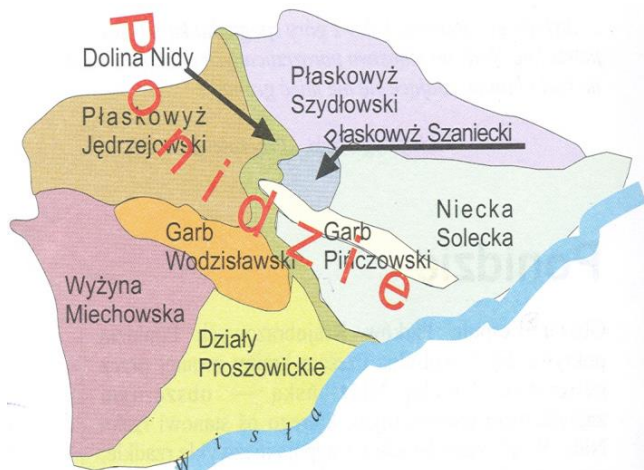 Ponidzie
Dolina Nidy
Płaskowyż
Szydłowski
Płaskowyż
Jędrzejowski
Płaskowyż Szaniecki
Niecka
Solecka
Garb
Wodzisławski
Garb
Pińczowski
Wyżyna
Miechowska
Działy
Proszowickie
Wisła